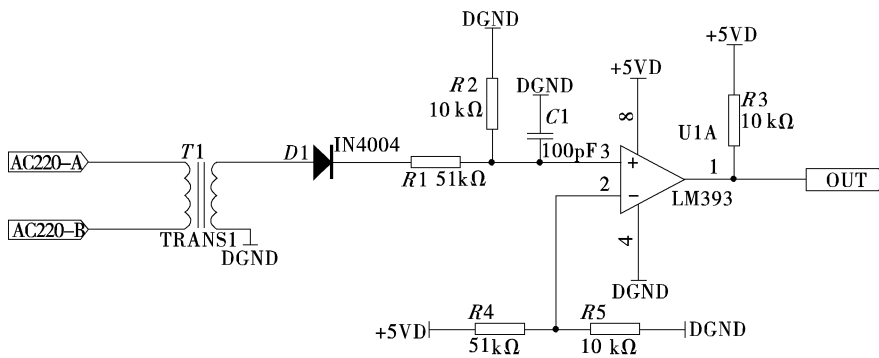 DGND
+5VD
+5VD
R2
10 kΩ
DGND
C1
100pF
8
R3
10 kΩ
U1A
AC220-A
T1
D1
IN4004
R1 51kΩ
3
+
2
−
1
LM393
OUT
AC220-B
TRANS1
DGND
4
DGND
+5VD
R4
51kΩ
R5
10 kΩ
DGND